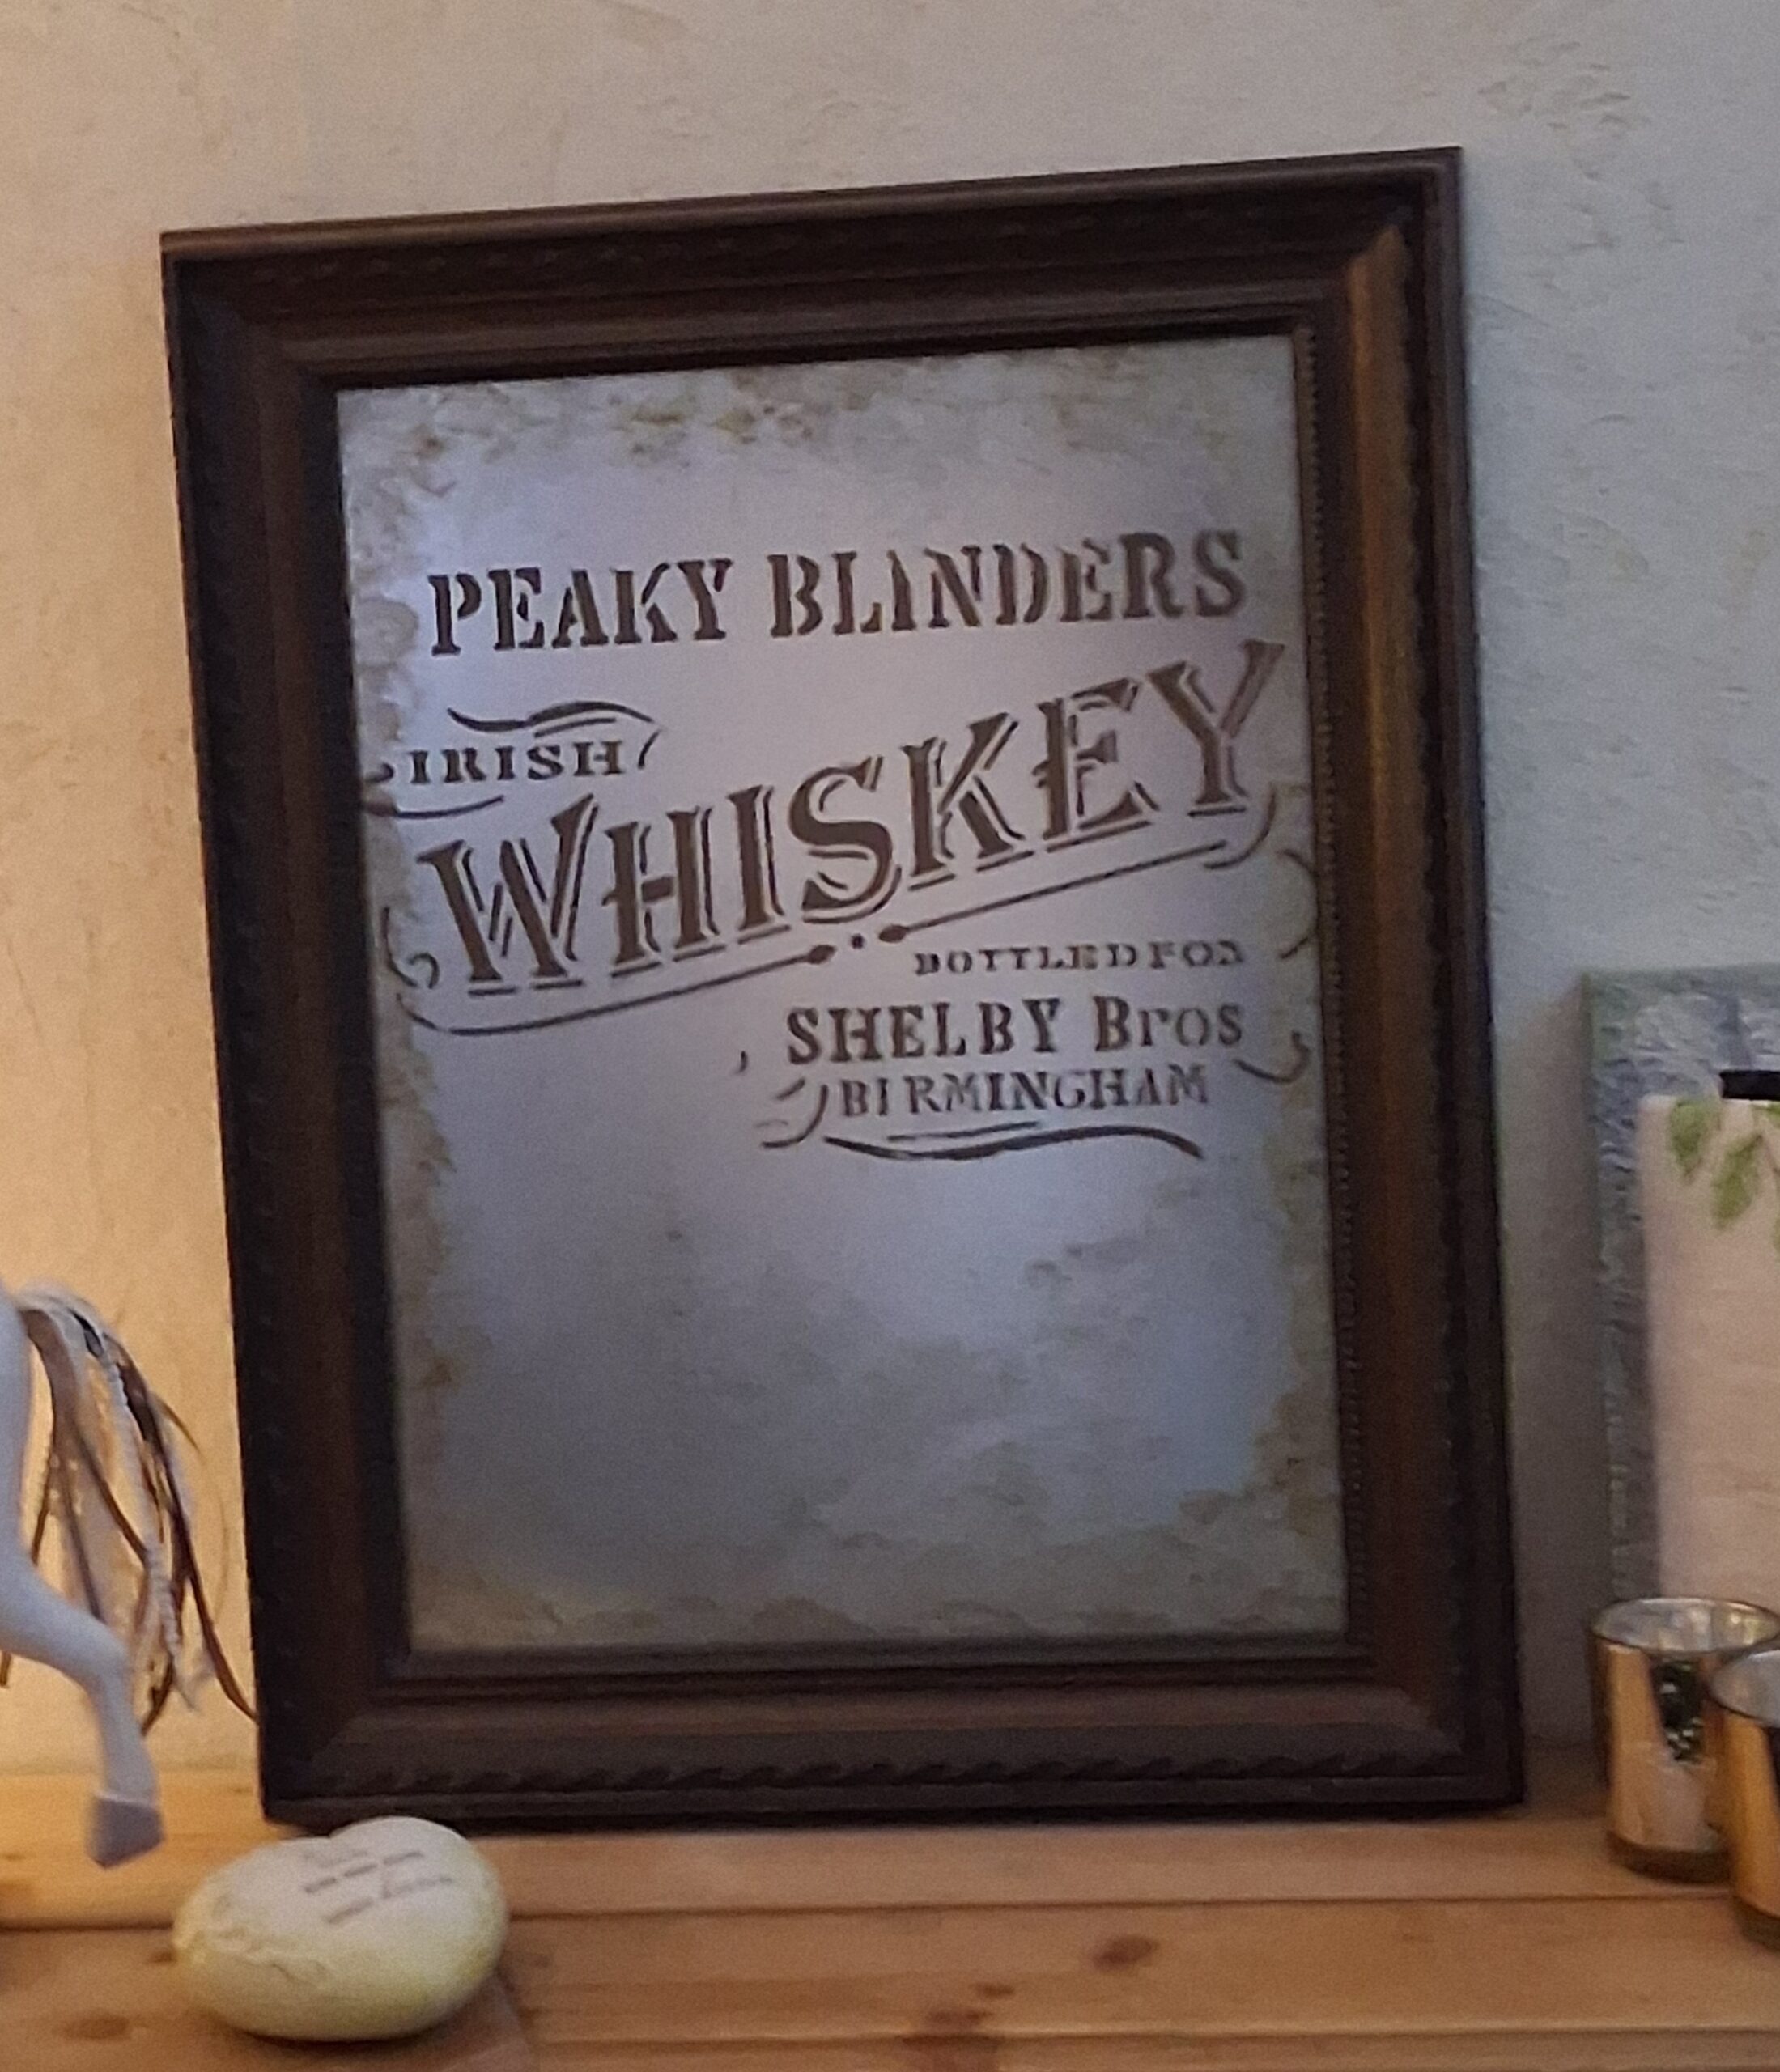 PEAKY BLINDERS
IRISH
WHISKEY
BOTTLED FOR
SHELBY Bros
BIRMINGHAM